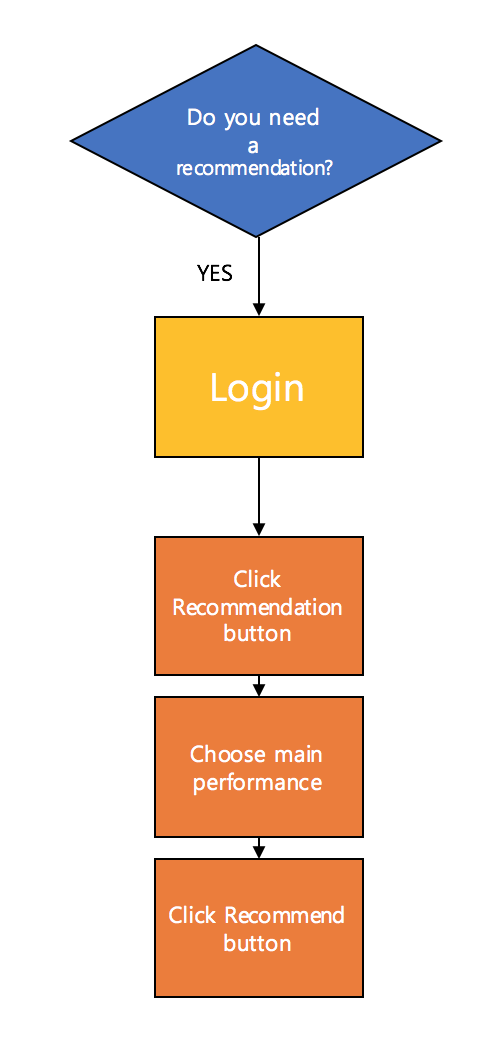 Do you need
a
recommendation?
YES
Login
Click
Recommendation
button
Choose main
performance
Click Recommend
button